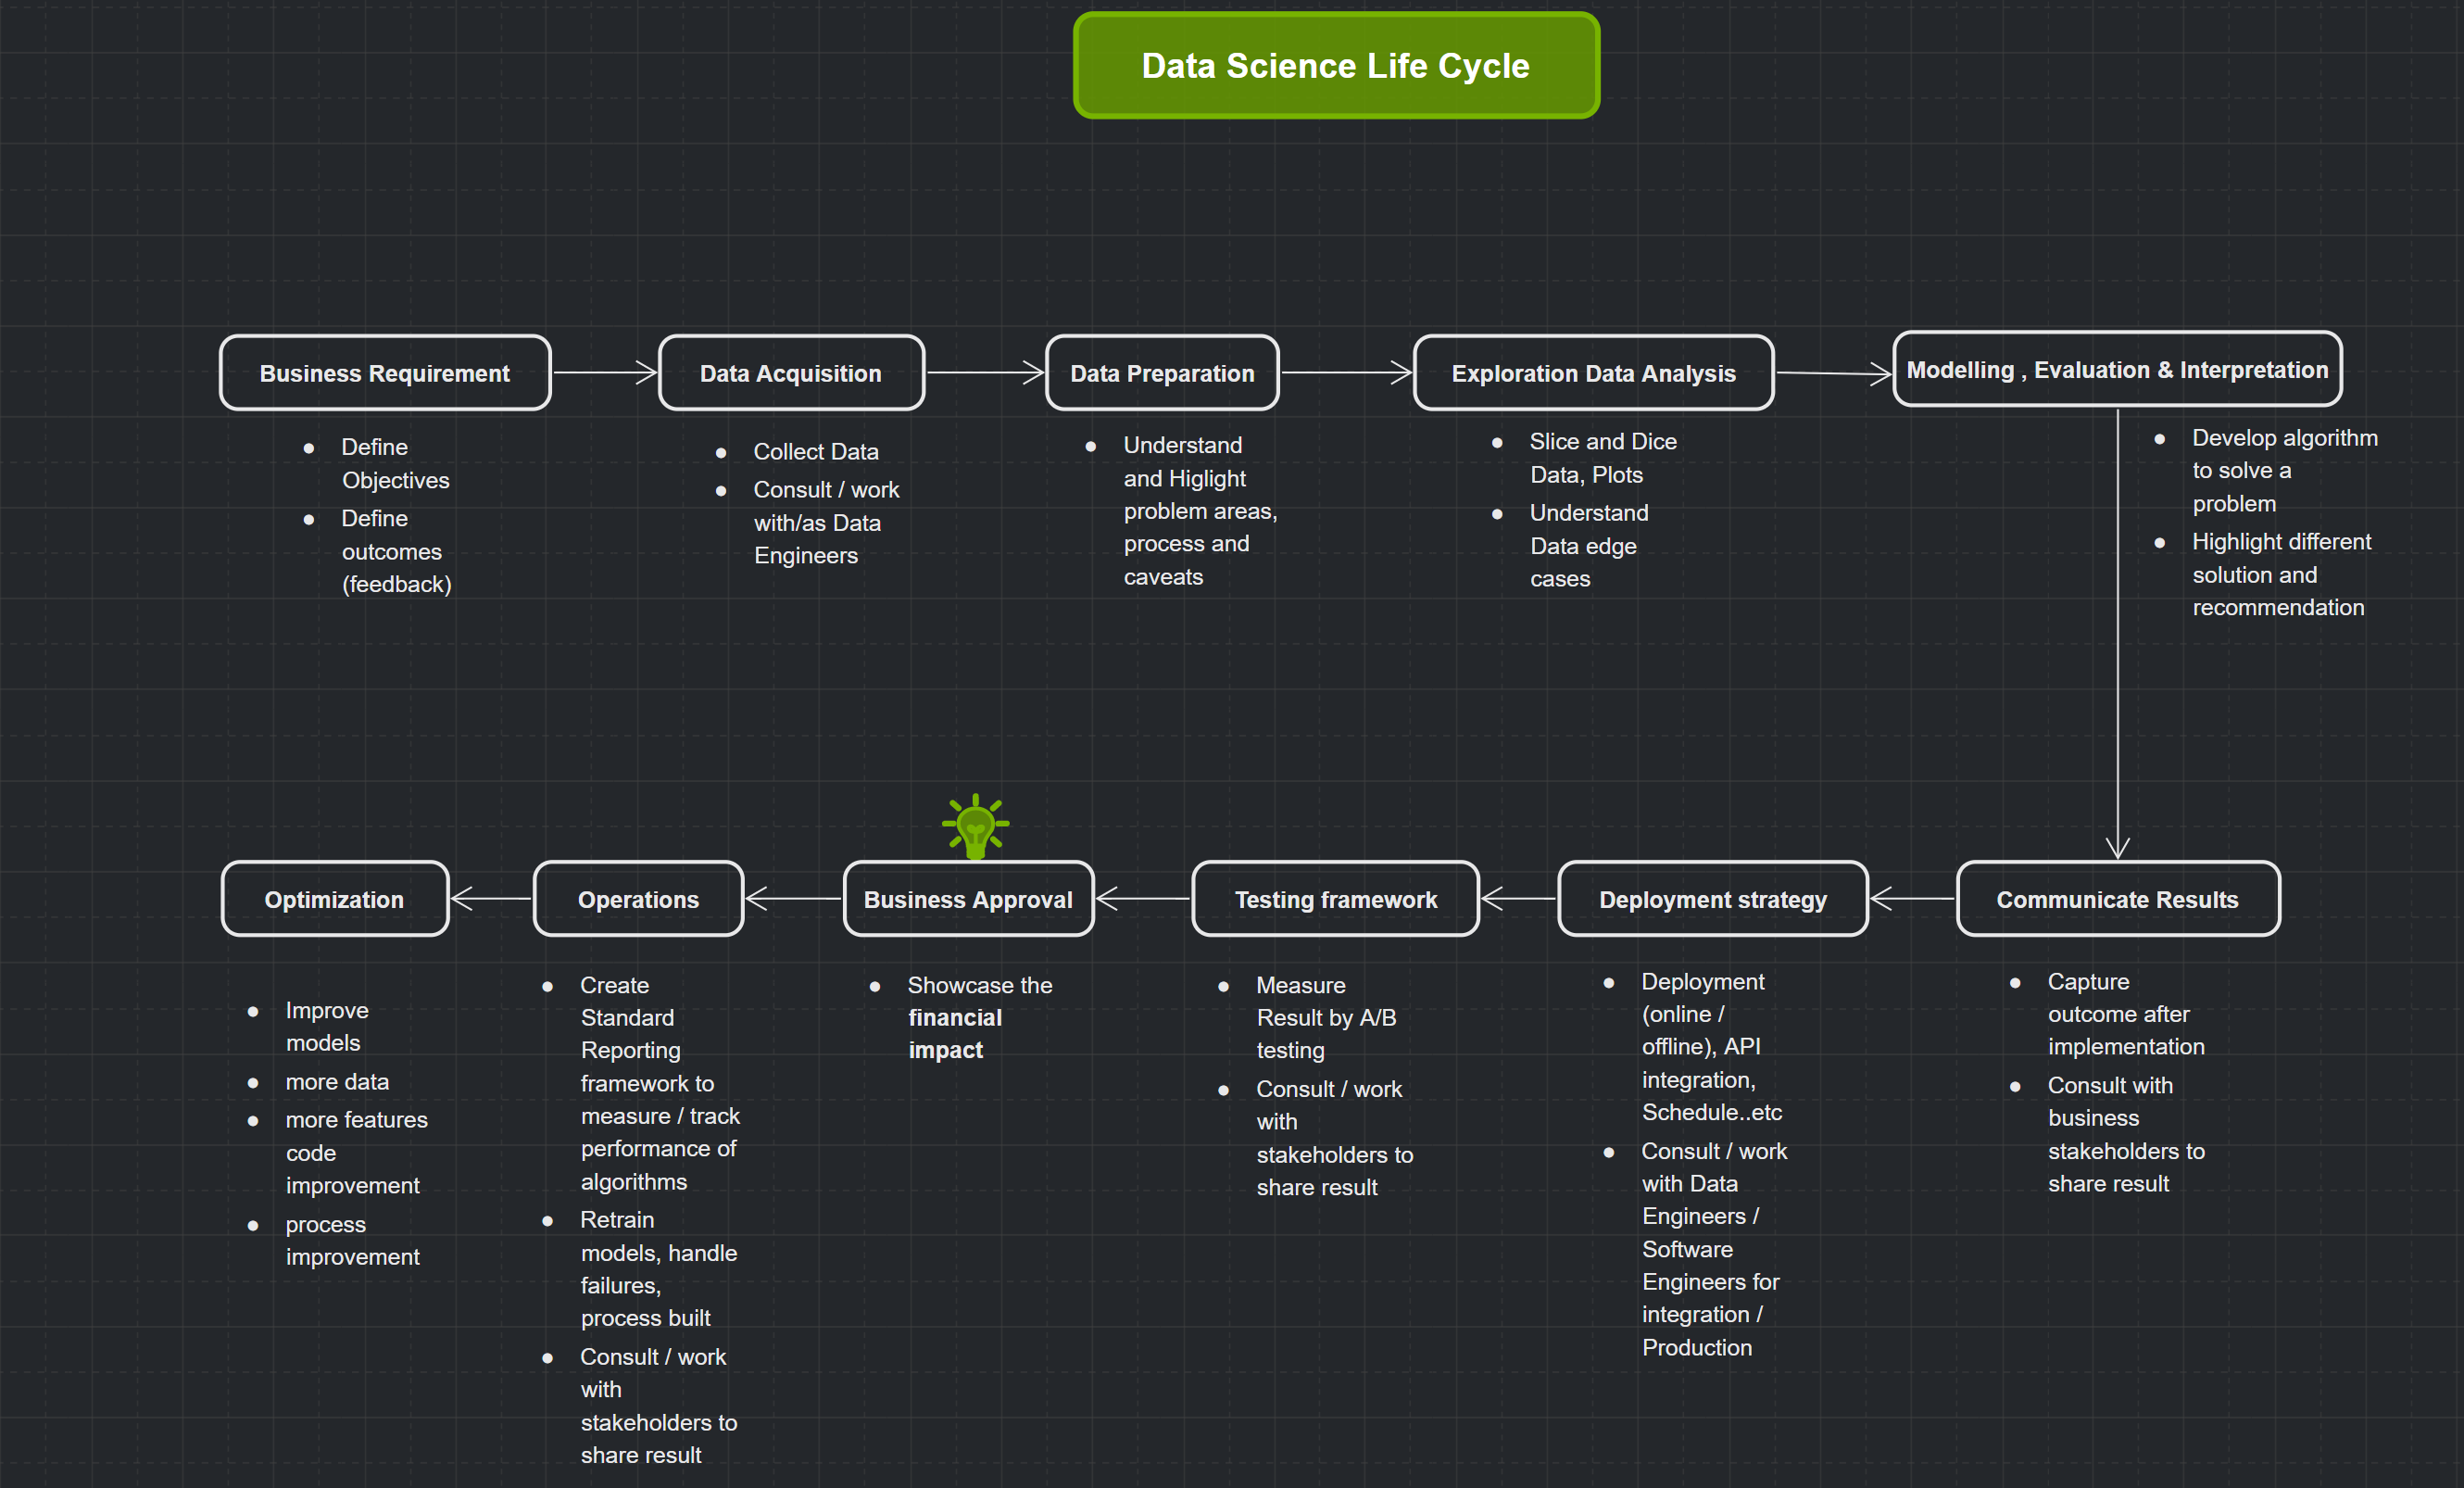 Data Science Life Cycle
Business Requirement
● Define
Objectives
● Define
outcomes
(feedback)
Data Acquisition
● Collect Data
● Consult / work
with/as Data
Engineers
Data Preparation
● Understand
and Higlight
problem areas,
process and
caveats
Exploration Data Analysis
● Slice and Dice
Data, Plots
● Understand
Data edge
cases
Modelling , Evaluation & Interpretation
● Develop algorithm
to solve a
problem
● Highlight different
solution and
recommendation
Communicate Results
● Capture
outcome after
implementation
● Consult with
business
stakeholders to
share result
Deployment strategy
● Deployment
(online /
offline), API
integration,
Schedule..etc
● Consult / work
with Data
Engineers /
Software
Engineers for
integration /
Production
Testing framework
● Measure
Result by A/B
testing
● Consult / work
with
stakeholders to
share result
Business Approval
● Showcase the
financial
impact
Operations
● Create
Standard
Reporting
framework to
measure / track
performance of
algorithms
● Retrain
models, handle
failures,
process built
● Consult / work
with
stakeholders to
share result
Optimization
● Improve
models
● more data
● more features
code
improvement
● process
improvement